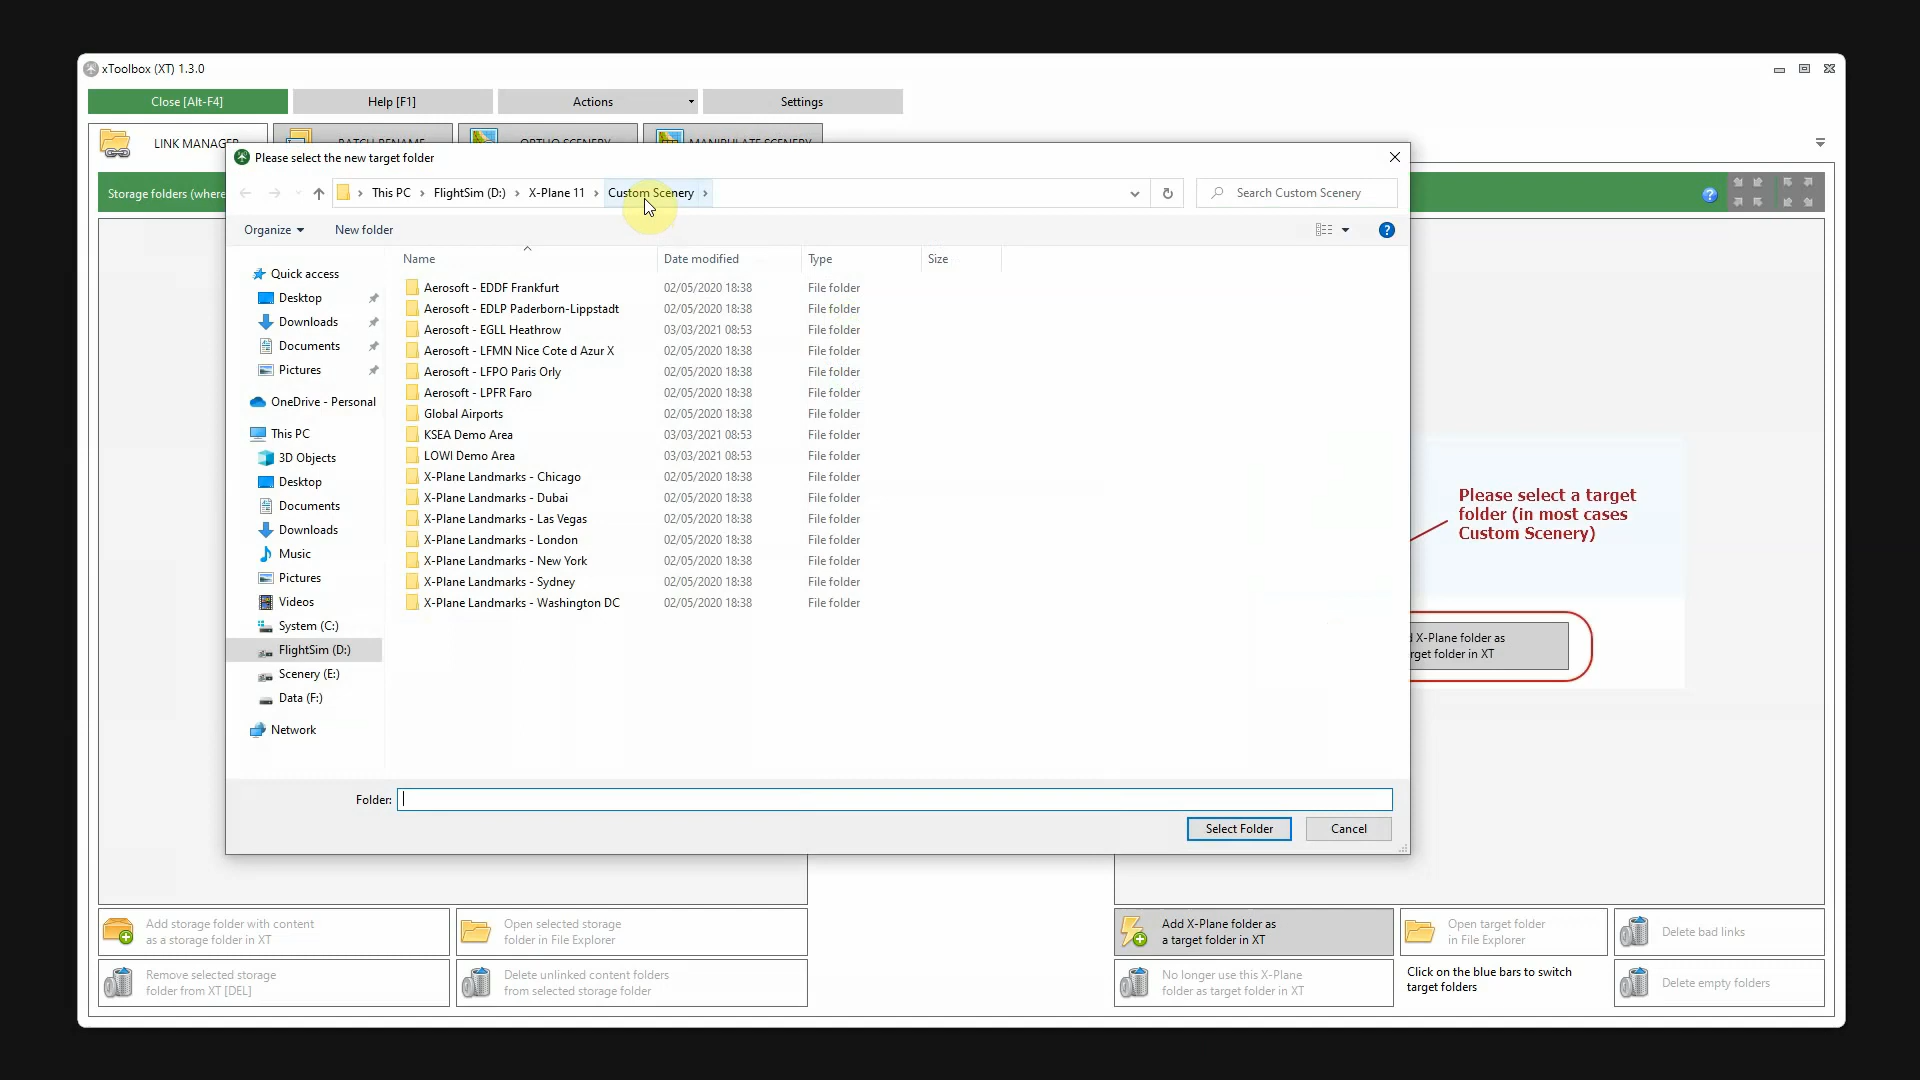 xToolbox (XT) 1.3.0
Close [Alt-F4]
Help [F1]
Actions
Settings
LINK MANAGER
BATCH RENAME
ORTHO SCENERY
MANIPULATE SCENERY
Storage folders (where
Please select the new target folder
This PC
FlightSim (D:)
X-Plane 11
Custom Scenery
Search Custom Scenery
Organize
New folder
Name
Date modified
Type
Size
Quick access
Desktop
Downloads
Documents
Pictures
OneDrive - Personal
This PC
3D Objects
Desktop
Documents
Downloads
Music
Pictures
Videos
System (C:)
FlightSim (D:)
Scenery (E:)
Data (F:)
Network
Aerosoft - EDDF Frankfurt 02/05/2020 18:38 File folder
Aerosoft - EDLP Paderborn-Lippstadt 02/05/2020 18:38 File folder
Aerosoft - EGLL Heathrow 03/03/2021 08:53 File folder
Aerosoft - LFMN Nice Cote d Azur X 02/05/2020 18:38 File folder
Aerosoft - LFPO Paris Orly 02/05/2020 18:38 File folder
Aerosoft - LPFR Faro 02/05/2020 18:38 File folder
Global Airports 02/05/2020 18:38 File folder
KSEA Demo Area 03/03/2021 08:53 File folder
LOWI Demo Area 03/03/2021 08:53 File folder
X-Plane Landmarks - Chicago 02/05/2020 18:38 File folder
X-Plane Landmarks - Dubai 02/05/2020 18:38 File folder
X-Plane Landmarks - Las Vegas 02/05/2020 18:38 File folder
X-Plane Landmarks - London 02/05/2020 18:38 File folder
X-Plane Landmarks - New York 02/05/2020 18:38 File folder
X-Plane Landmarks - Sydney 02/05/2020 18:38 File folder
X-Plane Landmarks - Washington DC 02/05/2020 18:38 File folder
Folder:
Select Folder
Cancel
Please select a target
folder (in most cases
Custom Scenery)
X-Plane folder as
rget folder in XT
Add storage folder with content
as a storage folder in XT
Open selected storage
folder in File Explorer
Remove selected storage
folder from XT [DEL]
Delete unlinked content folders
from selected storage folder
Add X-Plane folder as
a target folder in XT
Open target folder
in File Explorer
Delete bad links
No longer use this X-Plane
folder as target folder in XT
Click on the blue bars to switch
target folders
Delete empty folders